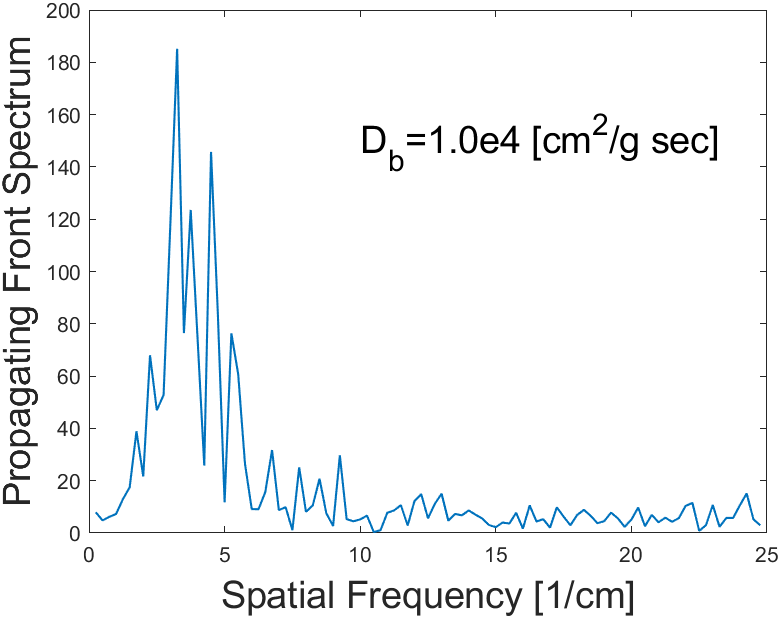 200
180
160
140
120
100
80
60
40
20
0
Propagating Front Spectrum
D_b=1.0e4 [cm^2/g sec]
0 5 10 15 20 25
Spatial Frequency [1/cm]